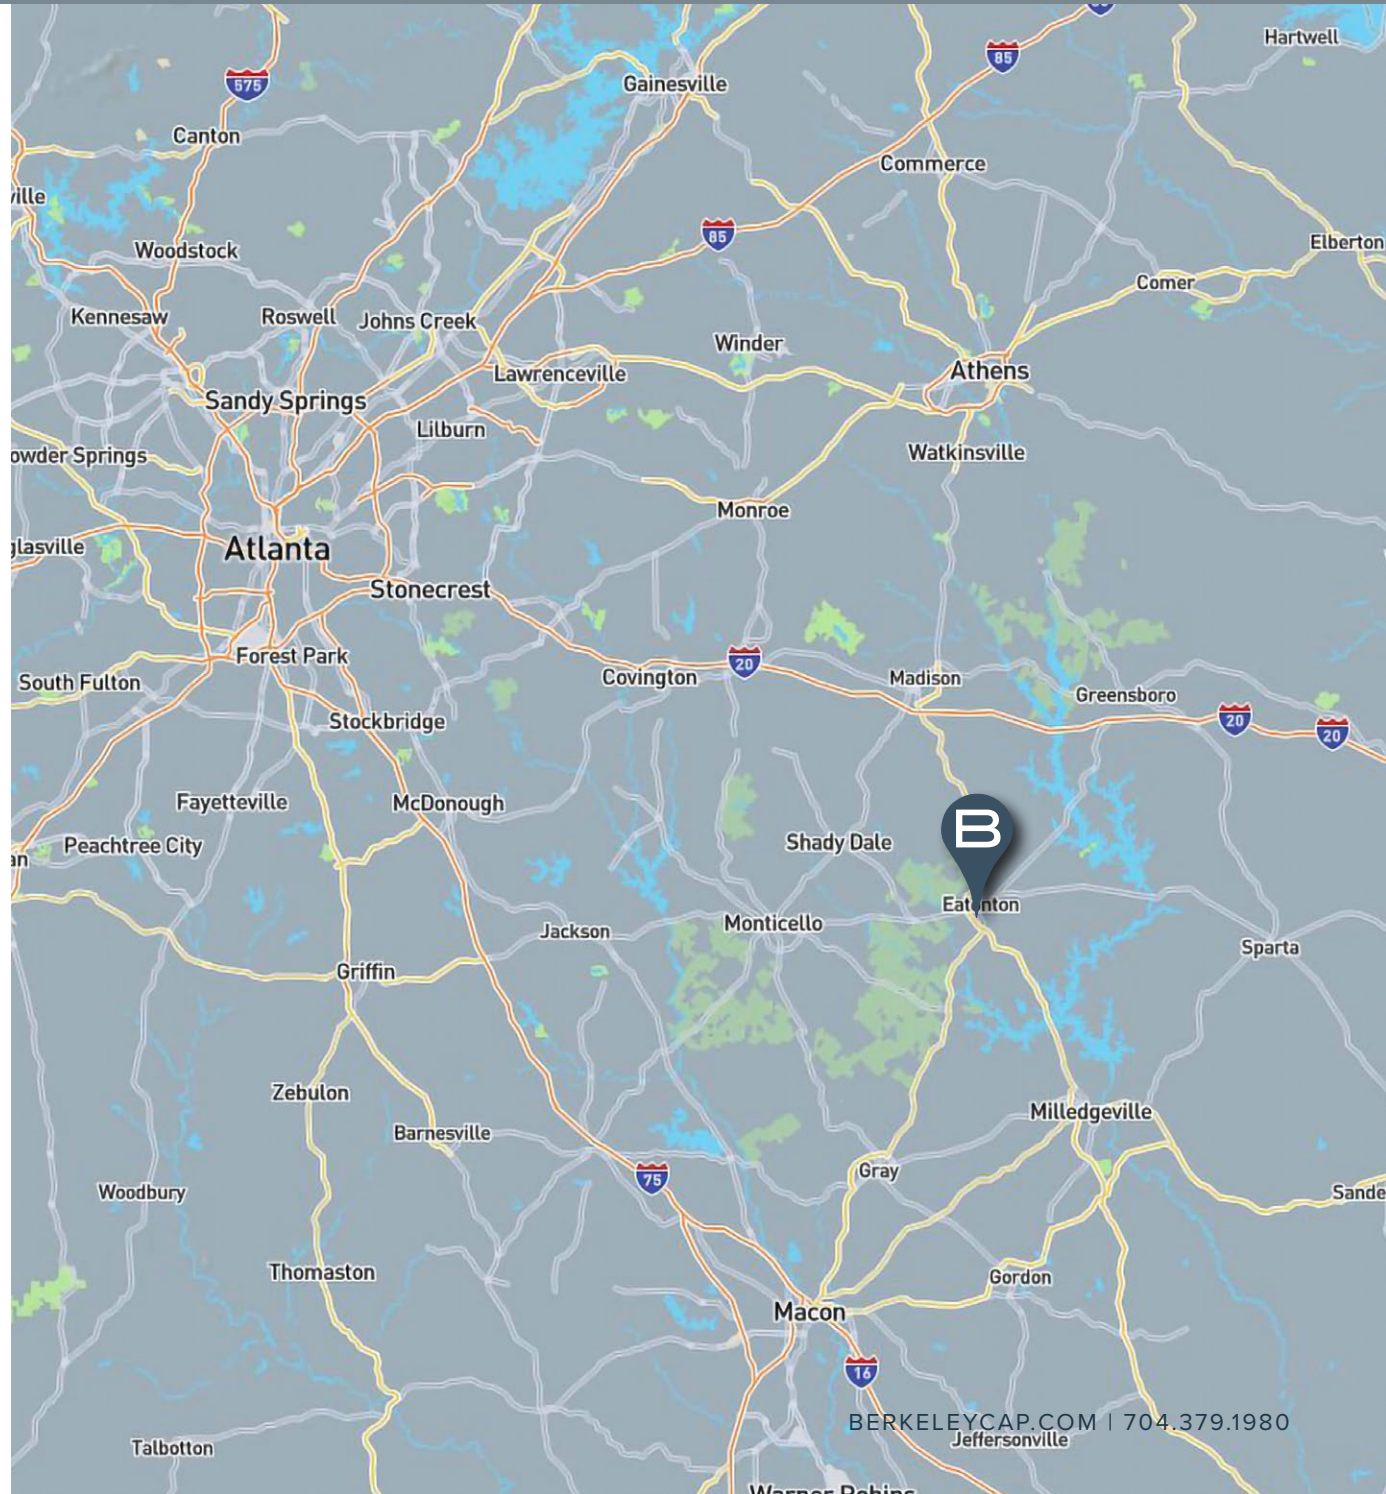 Hartwell
85
575
Gainesville
Canton
Commerce
ville
85
Elberton
Woodstock
Comer
Kennesaw
Roswell
Johns Creek
Winder
Lawrenceville
Athens
Sandy Springs
Lilburn
owder Springs
Watkinsville
Monroe
glasville
Atlanta
Stonecrest
Forest Park
20
Covington
Madison
South Fulton
Greensboro
Stockbridge
20
20
Fayetteville
McDonough
B
Peachtree City
Shady Dale
an
Eatonton
Monticello
Jackson
Sparta
Griffin
Zebulon
Milledgeville
Barnesville
Gray
75
Woodbury
Sande
Thomaston
Gordon
Macon
16
BERKELEYCAP.COM | 704.379.1980
Jeffersonville
Talbotton
Warner Robins